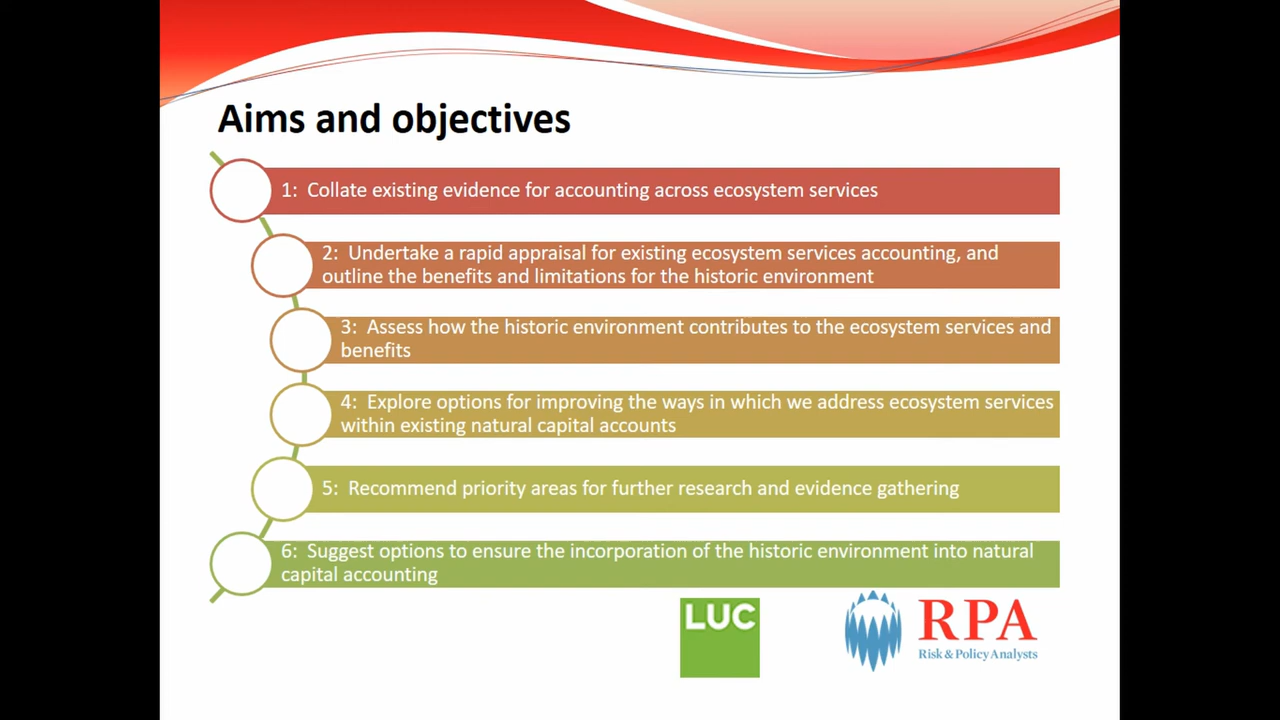 Aims and objectives
1:  Collate existing evidence for accounting across ecosystem services
2:  Undertake a rapid appraisal for existing ecosystem services accounting, and
outline the benefits and limitations for the historic environment
3:  Assess how the historic environment contributes to the ecosystem services and
benefits
4:  Explore options for improving the ways in which we address ecosystem services
within existing natural capital accounts
5:  Recommend priority areas for further research and evidence gathering
6:  Suggest options to ensure the incorporation of the historic environment into natural
capital accounting
LUC
RPA
Risk & Policy Analysts